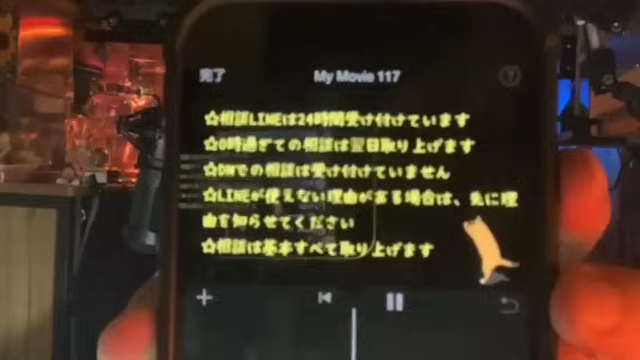 完了
My Movie 117
☆相談LINEは24時間受け付けています
☆0時過ぎての相談は翌日取り上げます
☆DMでの相談は受け付けていません
☆LINEが使えない理由がある場合は、先に理
由を知らせてください
☆相談は基本すべて取り上げます